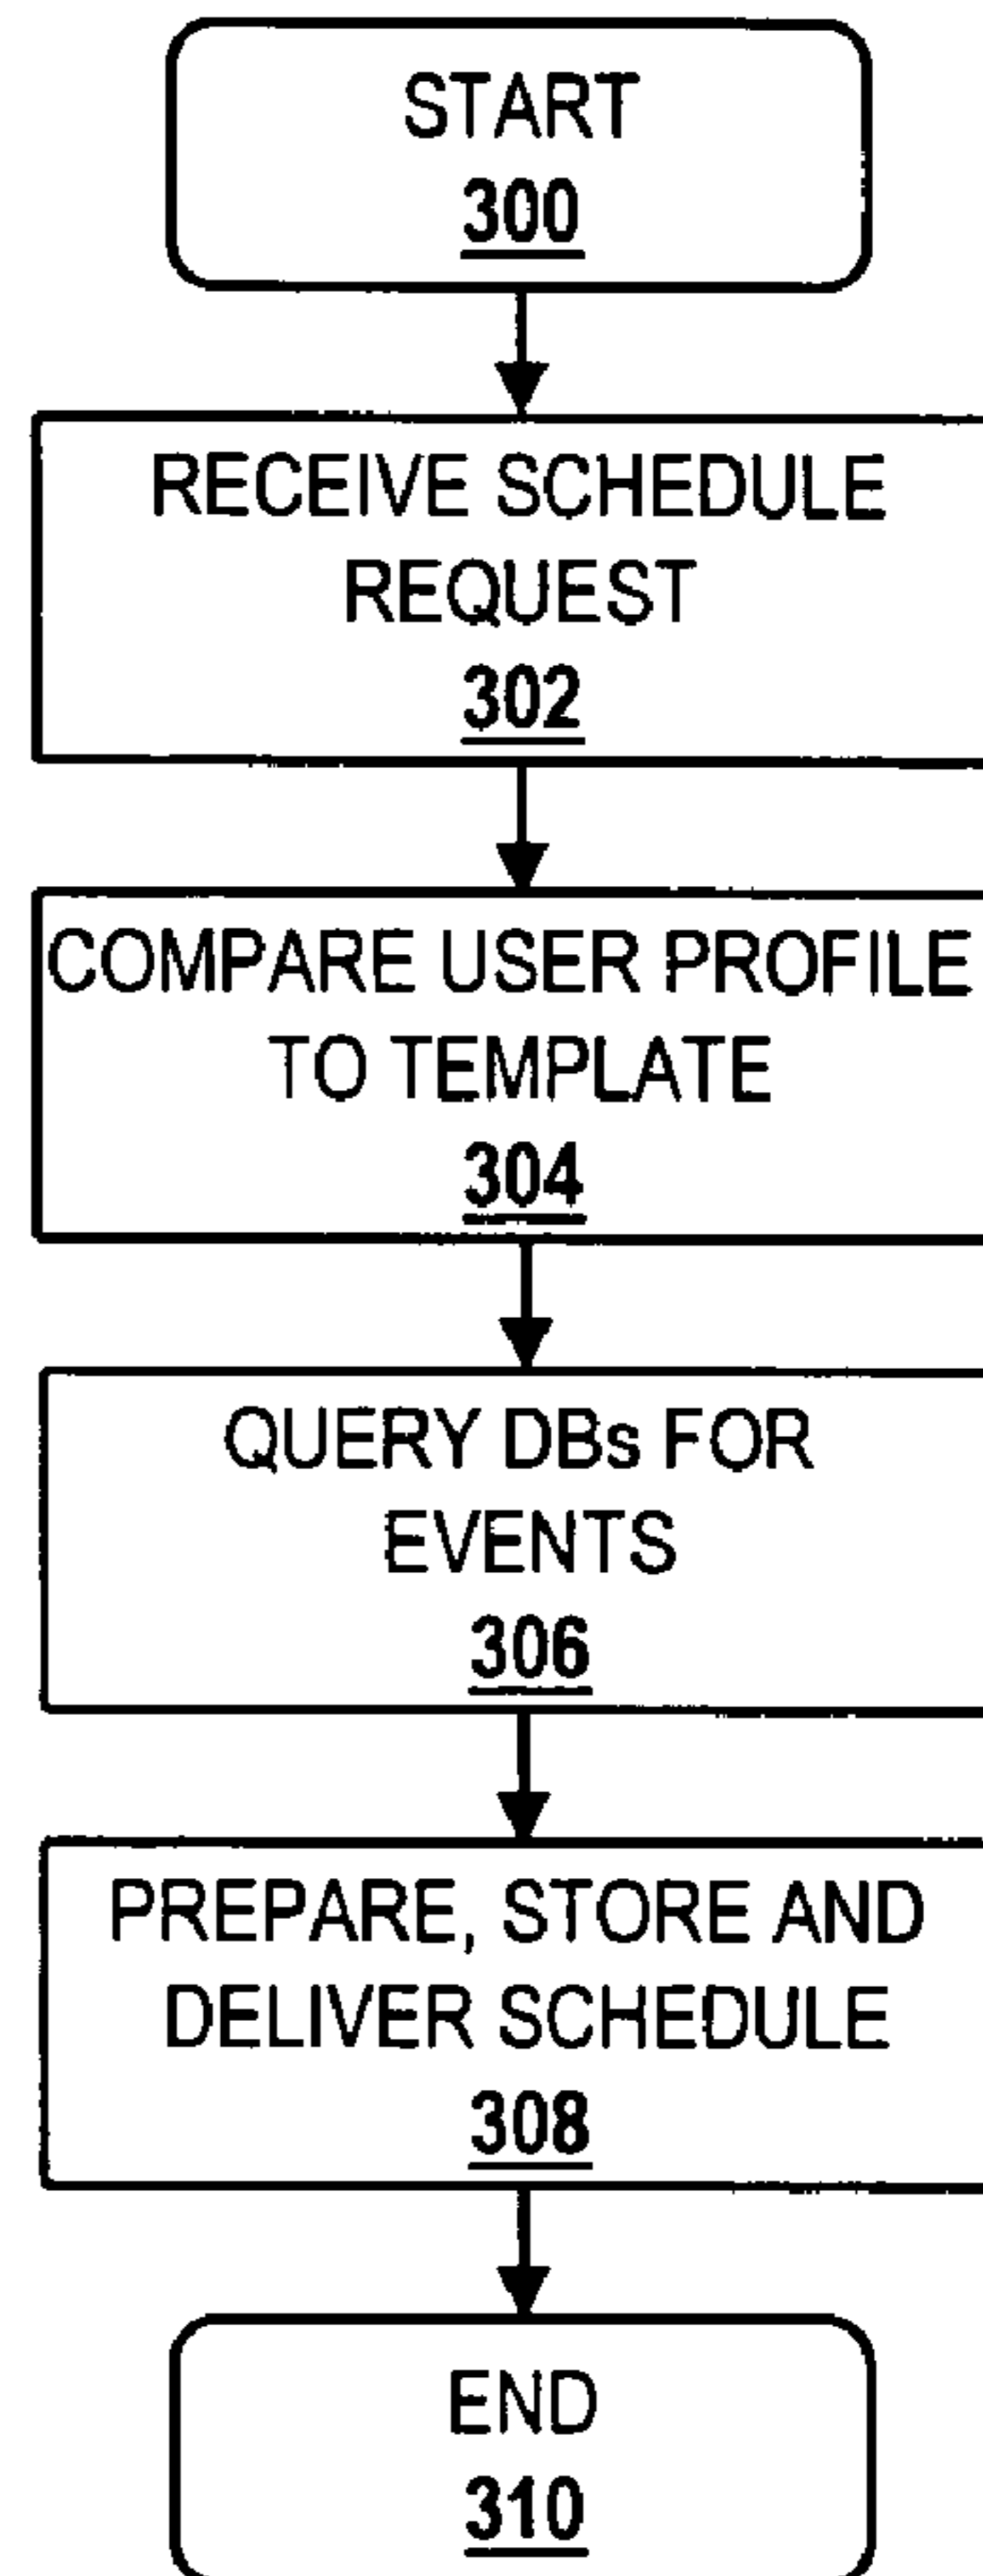 START
300
RECEIVE SCHEDULE
REQUEST
302
COMPARE USER PROFILE
TO TEMPLATE
304
QUERY DBs FOR
EVENTS
306
PREPARE, STORE AND
DELIVER SCHEDULE
308
END
310